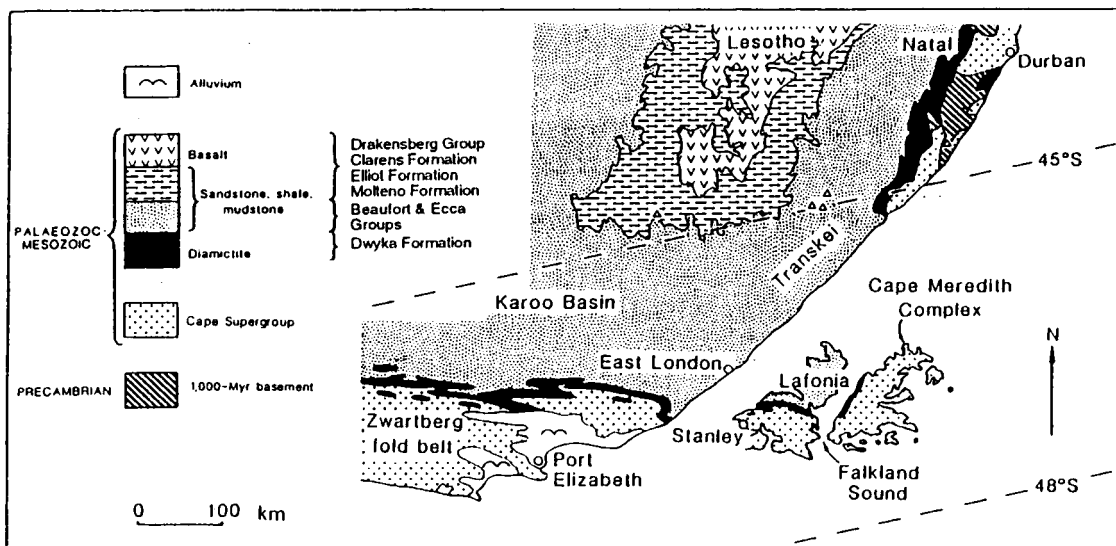 Alluvium
Basalt
Sandstone, shale,
mudstone
Diamictite
PALAEOZOC-
MESOZOIC
Cape Supergroup
PRECAMBRIAN
1,000-Myr basement
Drakensberg Group
Clarens Formation
Elliot Formation
Molteno Formation
Beaufort & Ecca
Groups
Dwyka Formation
0 100 km
Lesotho
Natal
Durban
45°S
Transkei
Karoo Basin
Cape Meredith
Complex
East London
Lafonia
N
Zwartberg
fold belt
Stanley
Port
Elizabeth
Falkland
Sound
48°S